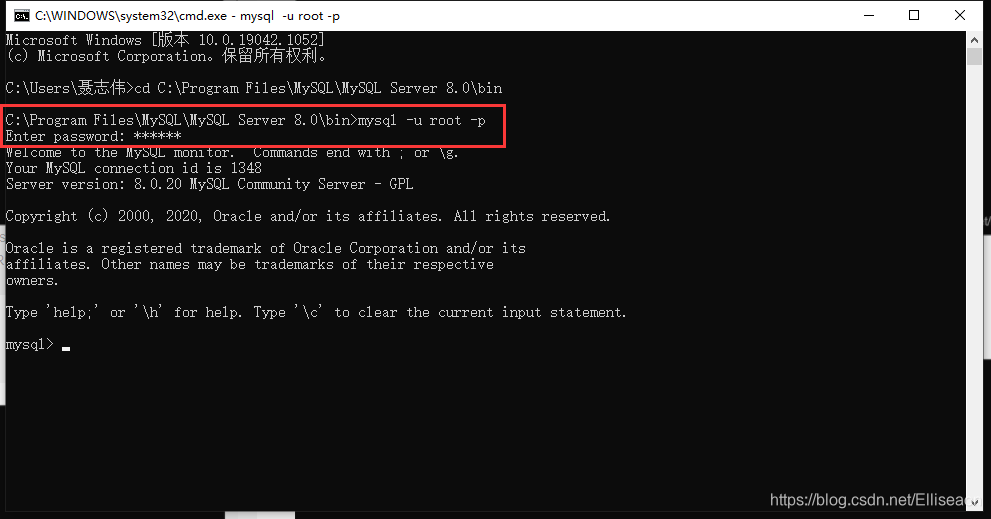 C:\WINDOWS\system32\cmd.exe - mysql -u root -p
Microsoft Windows [版本 10.0.19042.1052]
(c) Microsoft Corporation。保留所有权利。
C:\Users\聂志伟>cd C:\Program Files\MySQL\MySQL Server 8.0\bin
C:\Program Files\MySQL\MySQL Server 8.0\bin>mysql -u root -p
Enter password: ******
Welcome to the MySQL monitor.  Commands end with ; or \g.
Your MySQL connection id is 1348
Server version: 8.0.20 MySQL Community Server - GPL
Copyright (c) 2000, 2020, Oracle and/or its affiliates. All rights reserved.
Oracle is a registered trademark of Oracle Corporation and/or its
affiliates. Other names may be trademarks of their respective
owners.
Type 'help;' or '\h' for help. Type '\c' to clear the current input statement.
mysql>